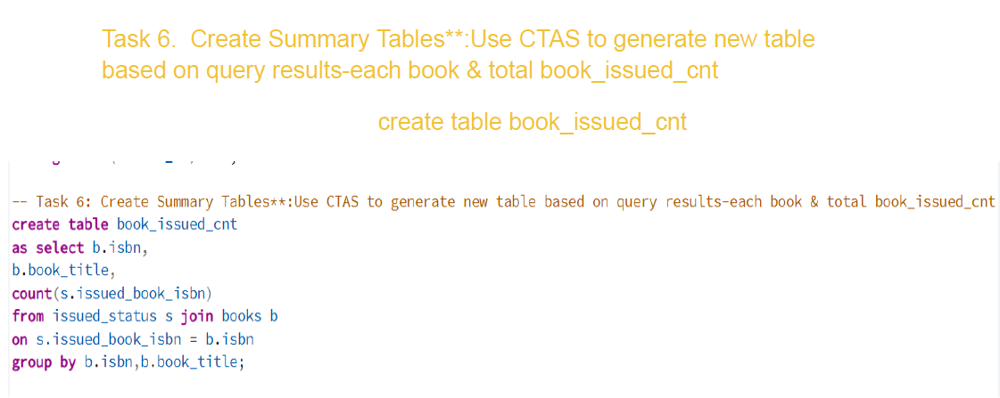 Task 6.  Create Summary Tables**:Use CTAS to generate new table
based on query results-each book & total book_issued_cnt
create table book_issued_cnt
-- Task 6: Create Summary Tables**:Use CTAS to generate new table based on query results-each book & total book_issued_cnt
create table book_issued_cnt
as select b.isbn,
b.book_title,
count(s.issued_book_isbn)
from issued_status s join books b
on s.issued_book_isbn = b.isbn
group by b.isbn,b.book_title;